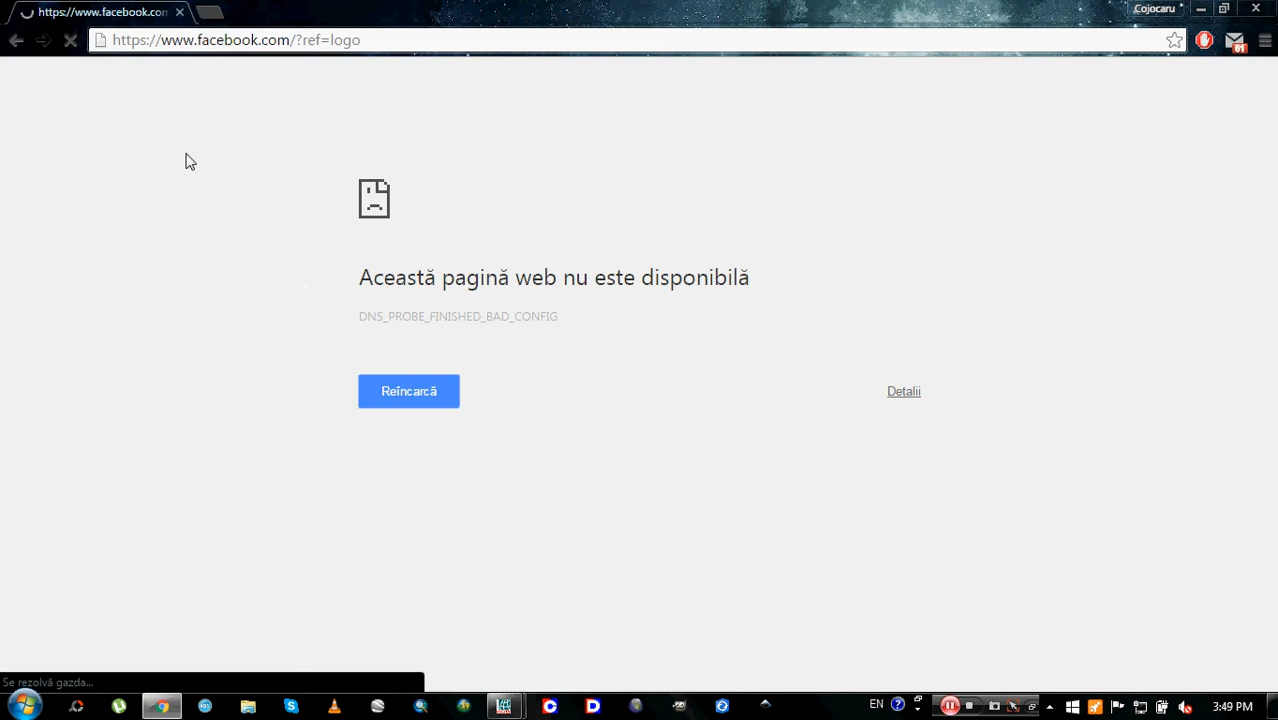 https://www.facebook.com
Cojocaru
https://www.facebook.com/?ref=logo
61
Această pagină web nu este disponibilă
DNS_PROBE_FINISHED_BAD_CONFIG
Reîncarcă
Detalii
Se rezolvă gazda...
EN
3:49 PM